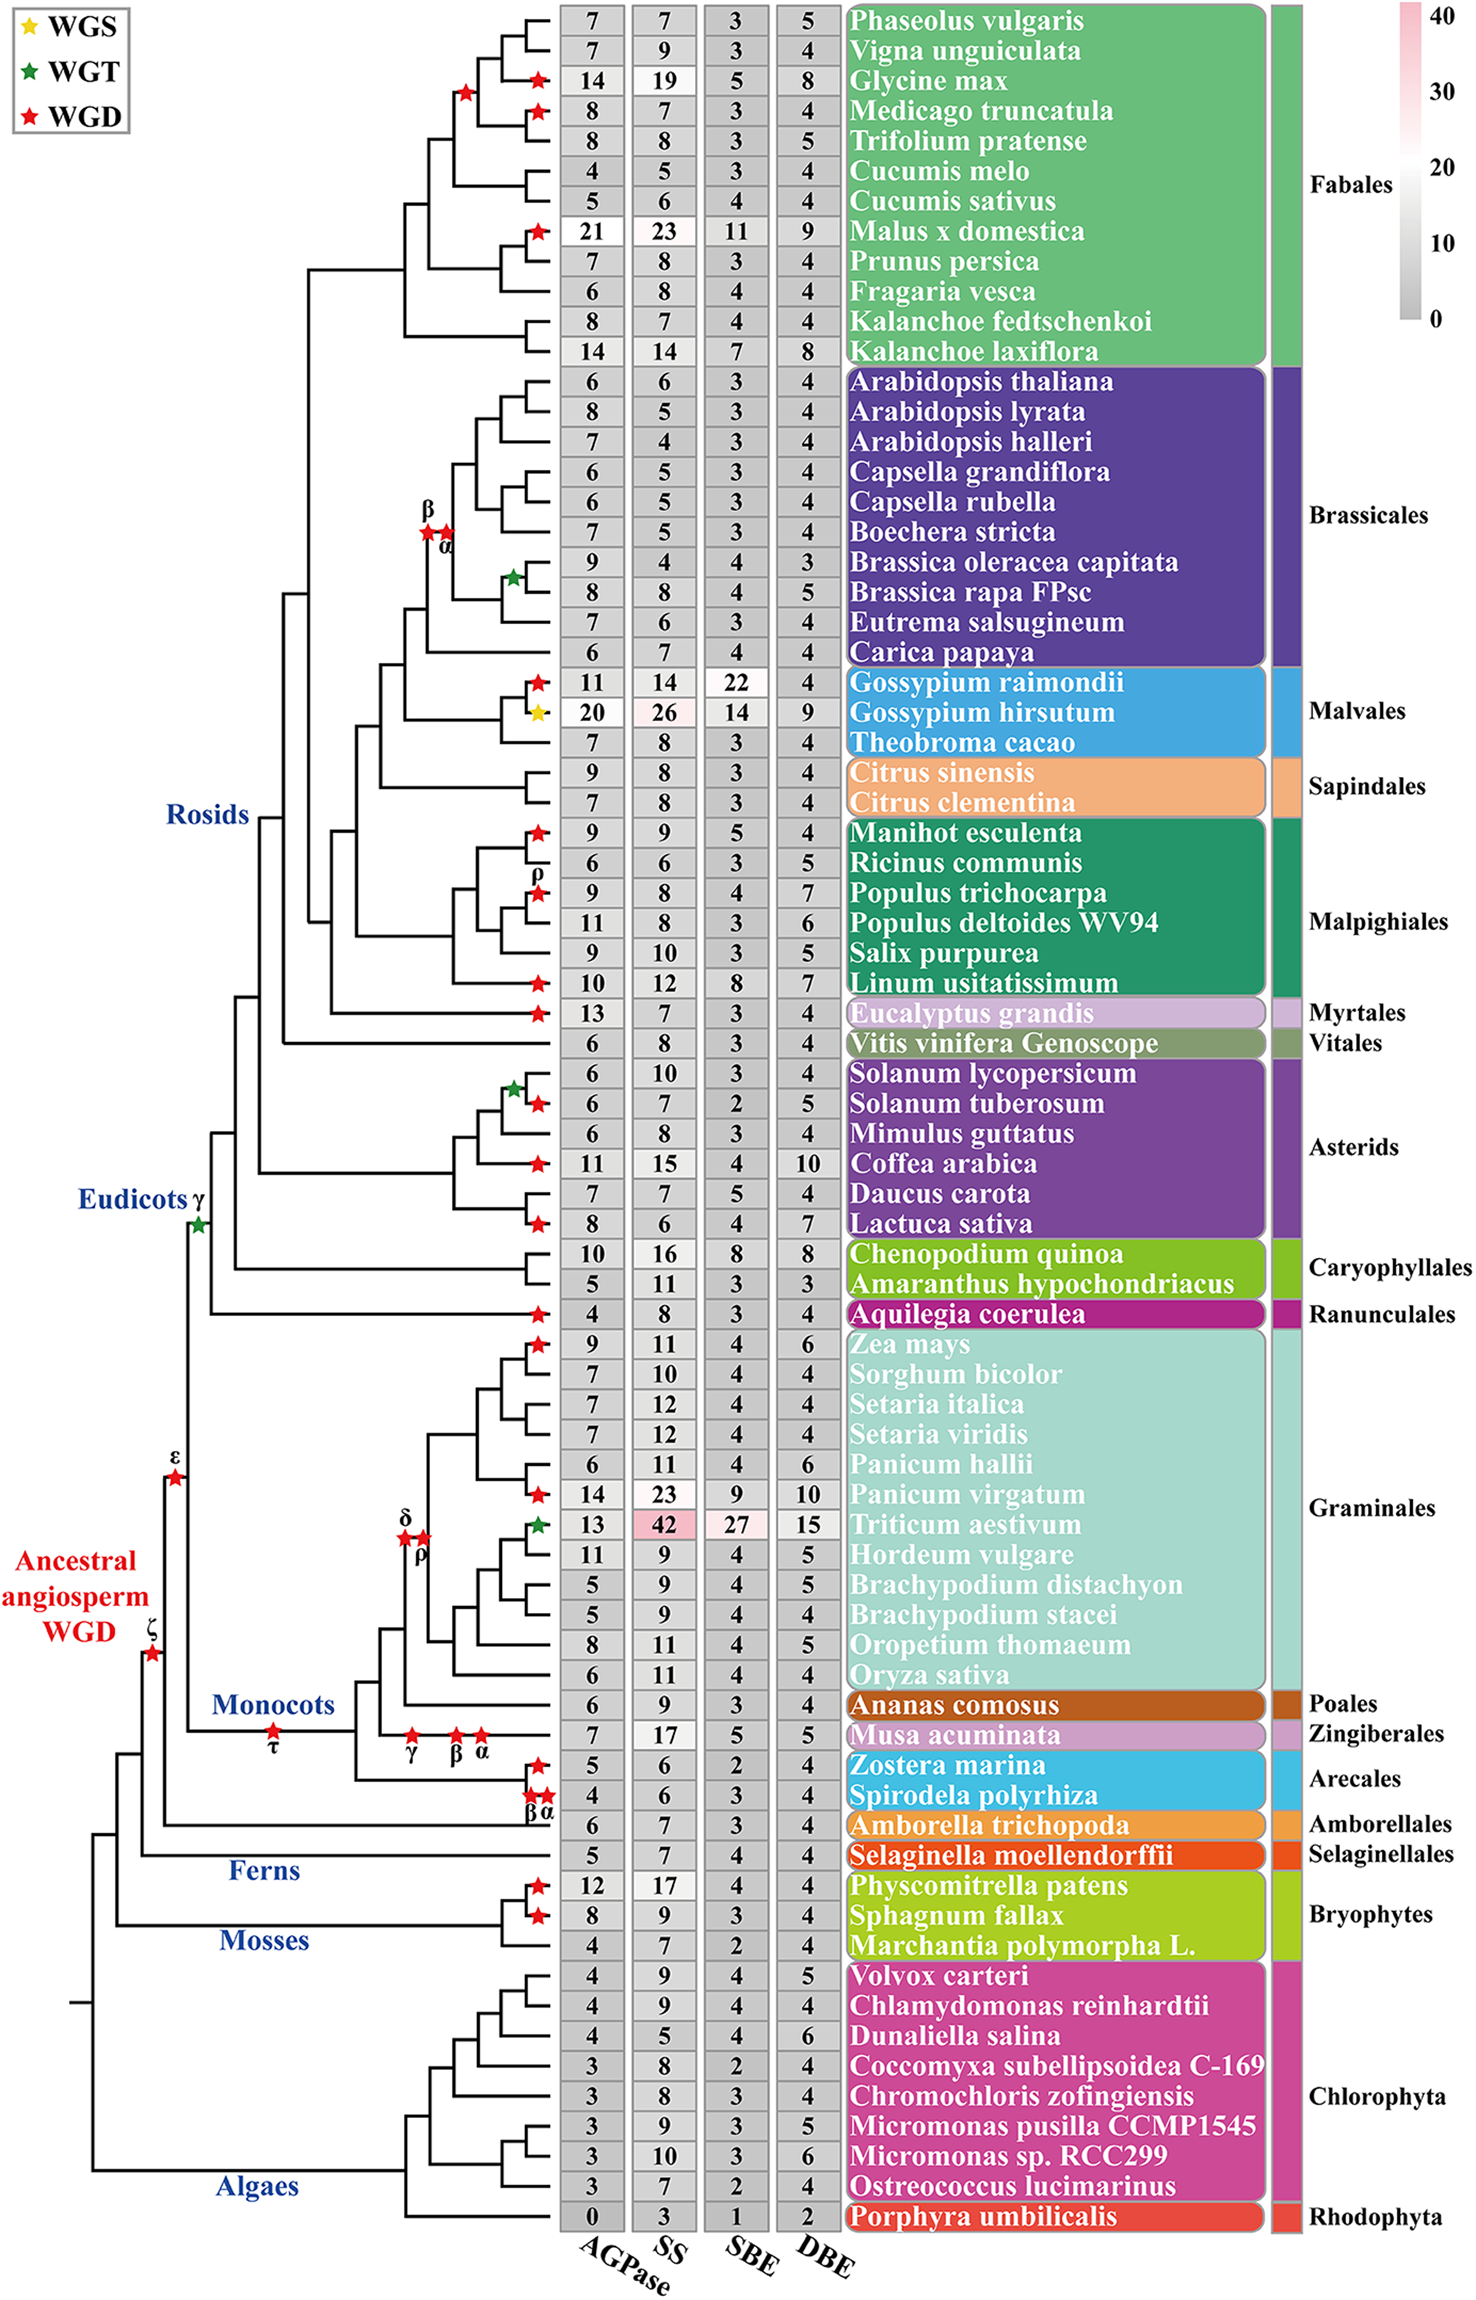 WGS
WGT
WGD
7 7 3 5 Phaseolus vulgaris
7 9 3 4 Vigna unguiculata
14 19 5 8 Glycine max
8 7 3 4 Medicago truncatula
8 8 3 5 Trifolium pratense
4 5 3 4 Cucumis melo
5 6 4 4 Cucumis sativus
21 23 11 9 Malus x domestica
7 8 3 4 Prunus persica
6 8 4 4 Fragaria vesca
8 7 4 4 Kalanchoe fedtschenkoi
14 14 7 8 Kalanchoe laxiflora
Fabales
40
30
20
10
0
6 6 3 4 Arabidopsis thaliana
8 5 3 4 Arabidopsis lyrata
7 4 3 4 Arabidopsis halleri
6 5 3 4 Capsella grandiflora
6 5 3 4 Capsella rubella
7 5 3 4 Boechera stricta
9 4 4 3 Brassica oleracea capitata
8 8 4 5 Brassica rapa FPsc
7 6 3 4 Eutrema salsugineum
6 7 4 4 Carica papaya
Brassicales
β
α
11 14 22 4 Gossypium raimondii
20 26 14 9 Gossypium hirsutum
7 8 3 4 Theobroma cacao
Malvales
9 8 3 4 Citrus sinensis
7 8 3 4 Citrus clementina
Sapindales
Rosids
9 9 5 4 Manihot esculenta
6 6 3 5 Ricinus communis
ρ
9 8 4 7 Populus trichocarpa
11 8 3 6 Populus deltoides WV94
9 10 3 5 Salix purpurea
10 12 8 7 Linum usitatissimum
Malpighiales
13 7 3 4 Eucalyptus grandis Myrtales
6 8 3 4 Vitis vinifera Genoscope Vitales
6 10 3 4 Solanum lycopersicum
6 7 2 5 Solanum tuberosum
6 8 3 4 Mimulus guttatus
11 15 4 10 Coffea arabica
7 7 5 4 Daucus carota
8 6 4 7 Lactuca sativa
Asterids
Eudicots γ
10 16 8 8 Chenopodium quinoa
5 11 3 3 Amaranthus hypochondriacus
Caryophyllales
4 8 3 4 Aquilegia coerulea Ranunculales
9 11 4 6 Zea mays
7 10 4 4 Sorghum bicolor
7 12 4 4 Setaria italica
7 12 4 4 Setaria viridis
6 11 4 6 Panicum hallii
14 23 9 10 Panicum virgatum
13 42 27 15 Triticum aestivum
11 9 4 5 Hordeum vulgare
5 9 4 5 Brachypodium distachyon
5 9 4 4 Brachypodium stacei
8 11 4 5 Oropetium thomaeum
6 11 4 4 Oryza sativa
Graminales
ε
δ
ρ
Ancestral
angiosperm
WGD
ζ
Monocots
τ
6 9 3 4 Ananas comosus Poales
7 17 5 5 Musa acuminata Zingiberales
γ β α
5 6 2 4 Zostera marina
4 6 3 4 Spirodela polyrhiza
Arecales
β α
6 7 3 4 Amborella trichopoda Amborellales
5 7 4 4 Selaginella moellendorffii Selaginellales
Ferns
12 17 4 4 Physcomitrella patens
8 9 3 4 Sphagnum fallax
4 7 2 4 Marchantia polymorpha L.
Bryophytes
Mosses
4 9 4 5 Volvox carteri
4 9 4 4 Chlamydomonas reinhardtii
4 5 4 6 Dunaliella salina
3 8 2 4 Coccomyxa subellipsoidea C-169
3 8 3 4 Chromochloris zofingiensis
3 9 3 5 Micromonas pusilla CCMP1545
3 10 3 6 Micromonas sp. RCC299
3 7 2 4 Ostreococcus lucimarinus
Chlorophyta
Algaes
0 3 1 2 Porphyra umbilicalis Rhodophyta
AGPase SS SBE DBE